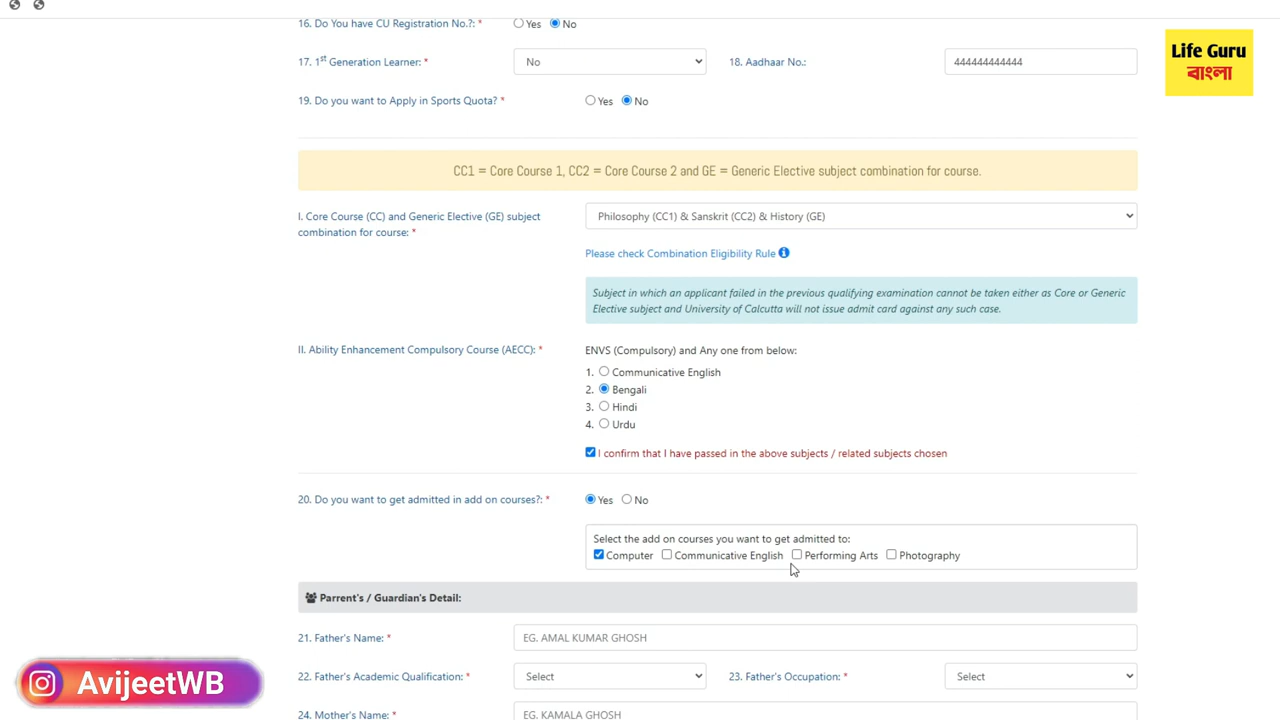 16. Do You have CU Registration No.?: * Yes No
Life Guru
বাংলা
17. 1st Generation Learner: * No 18. Aadhaar No.: 444444444444
19. Do you want to Apply in Sports Quota? * Yes No
CC1 = Core Course 1, CC2 = Core Course 2 and GE = Generic Elective subject combination for course.
I. Core Course (CC) and Generic Elective (GE) subject combination for course: *
Philosophy (CC1) & Sanskrit (CC2) & History (GE)
Please check Combination Eligibility Rule
Subject in which an applicant failed in the previous qualifying examination cannot be taken either as Core or Generic
Elective subject and University of Calcutta will not issue admit card against any such case.
II. Ability Enhancement Compulsory Course (AECC): * ENVS (Compulsory) and Any one from below:
1. Communicative English
2. Bengali
3. Hindi
4. Urdu
I confirm that I have passed in the above subjects / related subjects chosen
20. Do you want to get admitted in add on courses?: * Yes No
Select the add on courses you want to get admitted to:
Computer Communicative English Performing Arts Photography
Parrent's / Guardian's Detail:
21. Father's Name: * EG. AMAL KUMAR GHOSH
22. Father's Academic Qualification: * Select 23. Father's Occupation: * Select
24. Mother's Name: * EG. KAMALA GHOSH
AvijeetWB